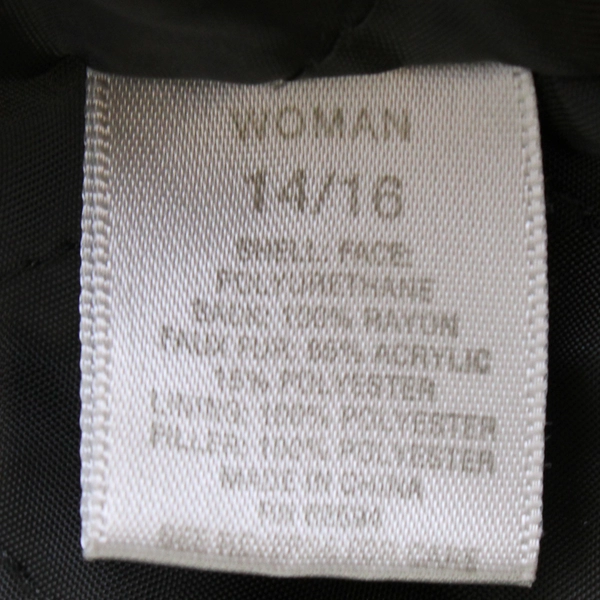 WOMAN
14/16
SHELL: FACE:
POLYURETHANE
BACK: 100% RAYON
FAUX FUR: 85% ACRYLIC
15% POLYESTER
LINING: 100% POLYESTER
FILLER: 100% POLYESTER
MADE IN CHINA